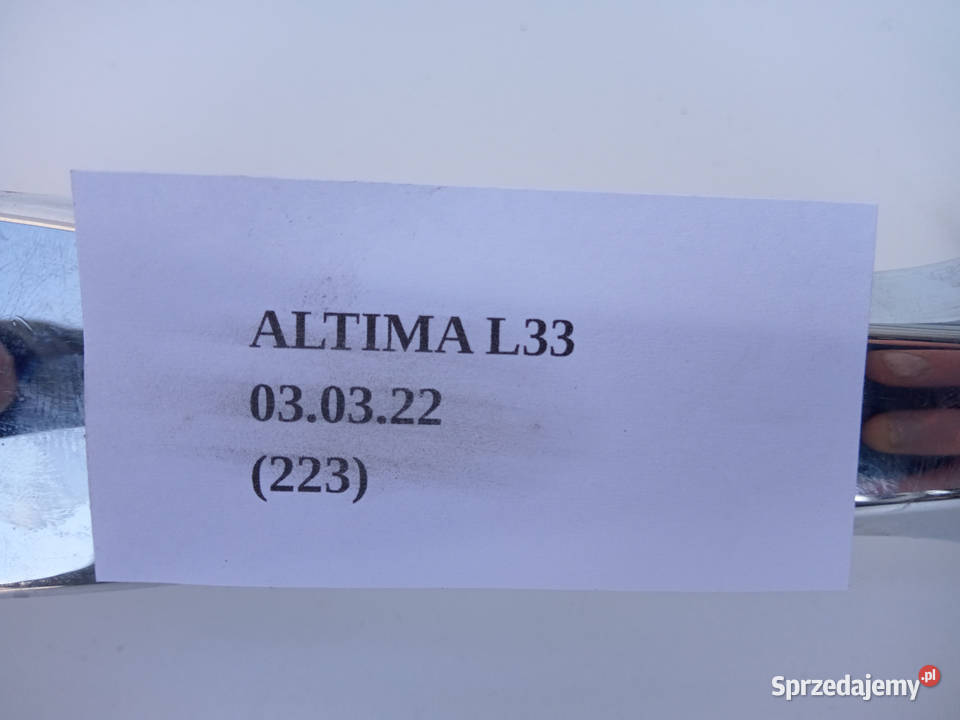 ALTIMA L33
03.03.22
(223)
Sprzedajemy.pl